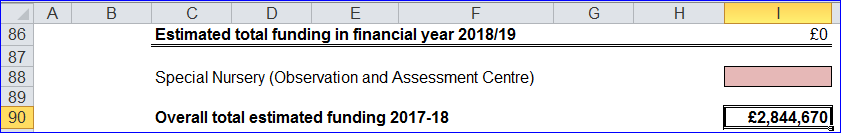 A B C D E F G H I
86 Estimated total funding in financial year 2018/19 £0
87
88 Special Nursery (Observation and Assessment Centre)
89
90 Overall total estimated funding 2017-18 £2,844,670